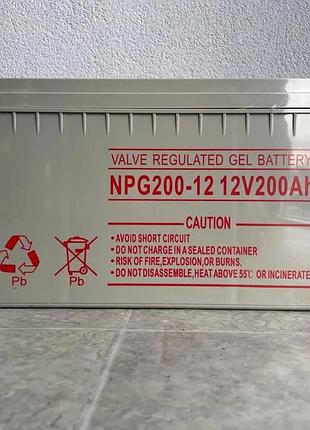 VALVE REGULATED GEL BATTERY
NPG200-12 12V200Ah
CAUTION
• AVOID SHORT CIRCUIT
• DO NOT CHARGE IN A SEALED CONTAINER
• RISK OF FIRE,EXPLOSION,OR BURNS.
• DO NOT DISASSEMBLE,HEAT ABOVE 55℃ OR INCINERATE
Pb
Pb